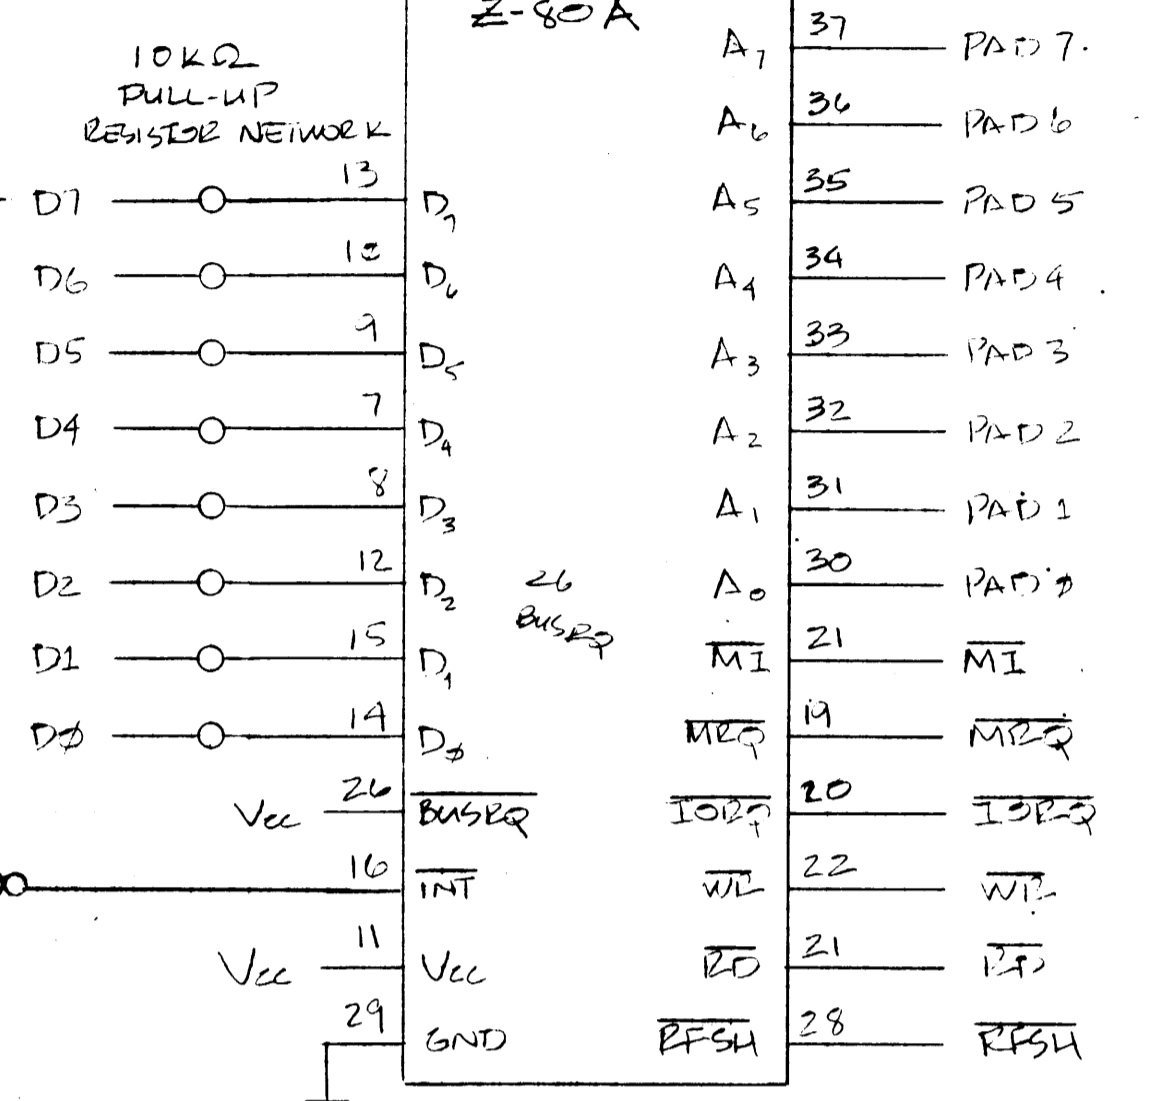 Z-80A
10KΩ
PULL-UP
RESISTOR NETWORK
D7 13 D7 A7 37 PAD 7
D6 10 D6 A6 36 PAD 6
D5 9 D5 A5 35 PAD 5
D4 7 D4 A4 34 PAD 4
D3 8 D3 A3 33 PAD 3
D2 12 D2 A2 32 PAD 2
D1 15 D1 A1 31 PAD 1
DØ 14 DØ A0 30 PAD Ø
26
BUSRQ
M1 21 M1
MRQ 19 MRQ
Vcc 26 BUSRQ IORQ 20 IORQ
16 INT WR 22 WR
Vcc 11 Vcc RD 21 RD
29 GND RFSH 28 RFSH